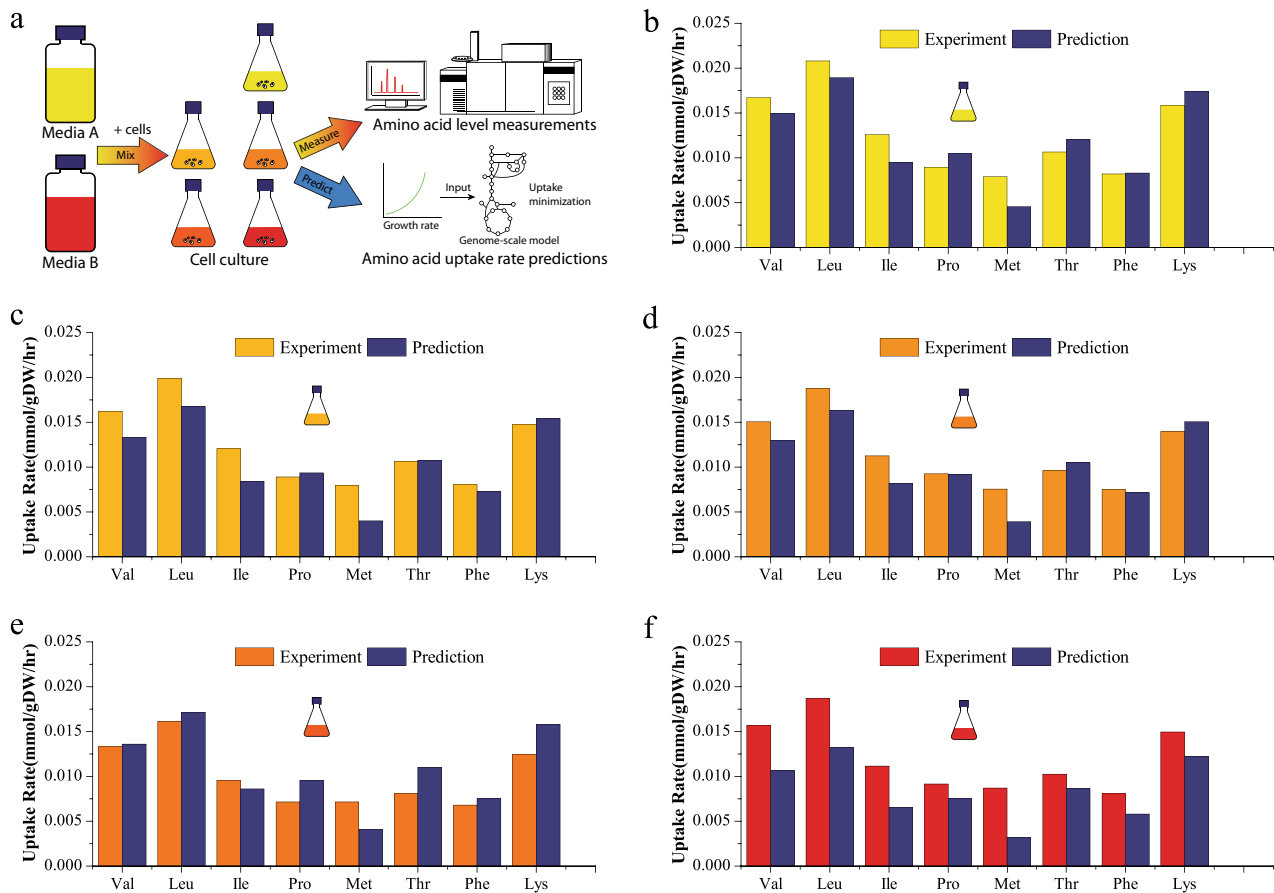 a
Media A
+ cells
Mix
Media B
Cell culture
Measure
Predict
Amino acid level measurements
Growth rate
Input
Uptake
minimization
Genome-scale model
Amino acid uptake rate predictions
b
Uptake Rate(mmol/gDW/hr)
0.025
0.020
0.015
0.010
0.005
0.000
Experiment Prediction
Val Leu Ile Pro Met Thr Phe Lys
c
Uptake Rate(mmol/gDW/hr)
0.025
0.020
0.015
0.010
0.005
0.000
Experiment Prediction
Val Leu Ile Pro Met Thr Phe Lys
d
Uptake Rate(mmol/gDW/hr)
0.025
0.020
0.015
0.010
0.005
0.000
Experiment Prediction
Val Leu Ile Pro Met Thr Phe Lys
e
Uptake Rate(mmol/gDW/hr)
0.025
0.020
0.015
0.010
0.005
0.000
Experiment Prediction
Val Leu Ile Pro Met Thr Phe Lys
f
Uptake Rate(mmol/gDW/hr)
0.025
0.020
0.015
0.010
0.005
0.000
Experiment Prediction
Val Leu Ile Pro Met Thr Phe Lys